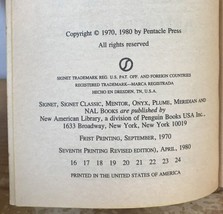 Copyright © 1970, 1980 by Pentacle Press
All rights reserved
SIGNET TRADEMARK REG. U.S. PAT. OFF. AND FOREIGN COUNTRIES
REGISTERED TRADEMARK—MARCA REGISTRADA
HECHO EN DRESDEN, TN, U.S.A.
SIGNET, SIGNET CLASSIC, MENTOR, ONYX, PLUME, MERIDIAN AND
NAL BOOKS are published by
New American Library, a division of Penguin Books USA Inc.,
1633 Broadway, New York, New York 10019
FRIST PRINTING, SEPTEMBER, 1970
SEVENTH PRINTING REVISED EDITION), APRIL, 1980
16 17 18 19 20 21 22 23 24
PRINTED IN THE UNITED STATES OF AMERICA